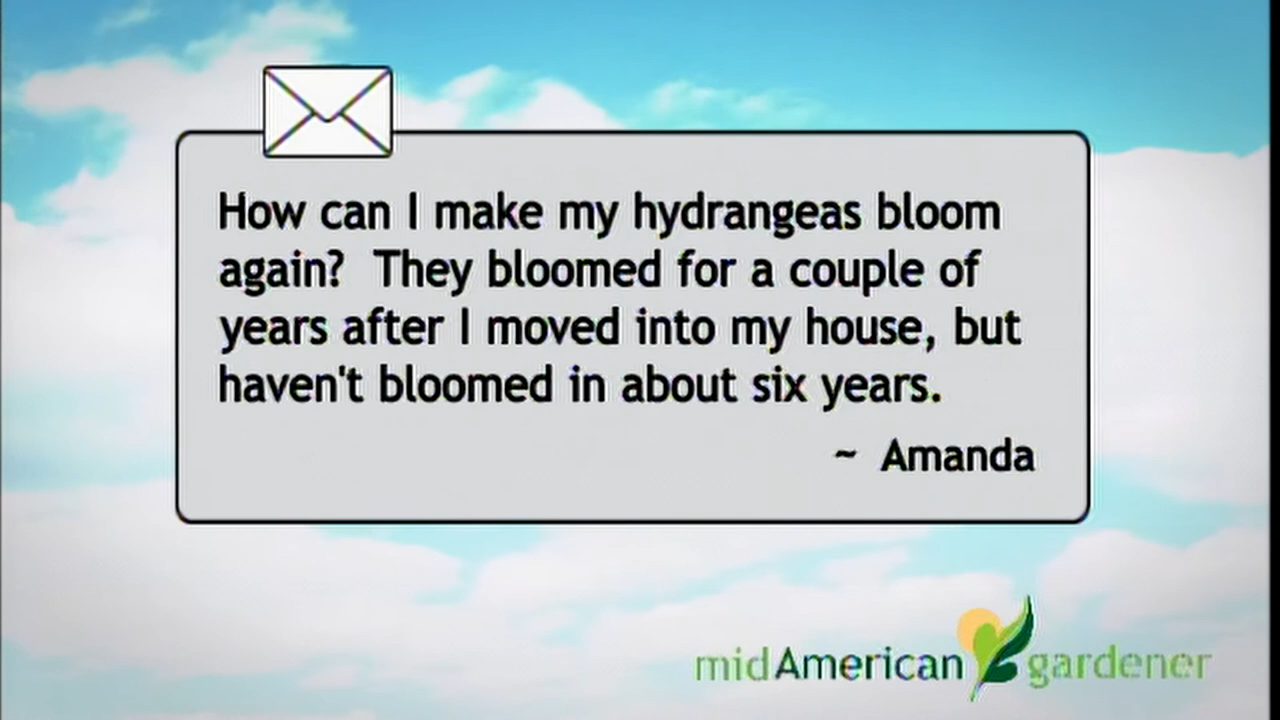 How can I make my hydrangeas bloom
again?  They bloomed for a couple of
years after I moved into my house, but
haven't bloomed in about six years.
~ Amanda
midAmerican gardener